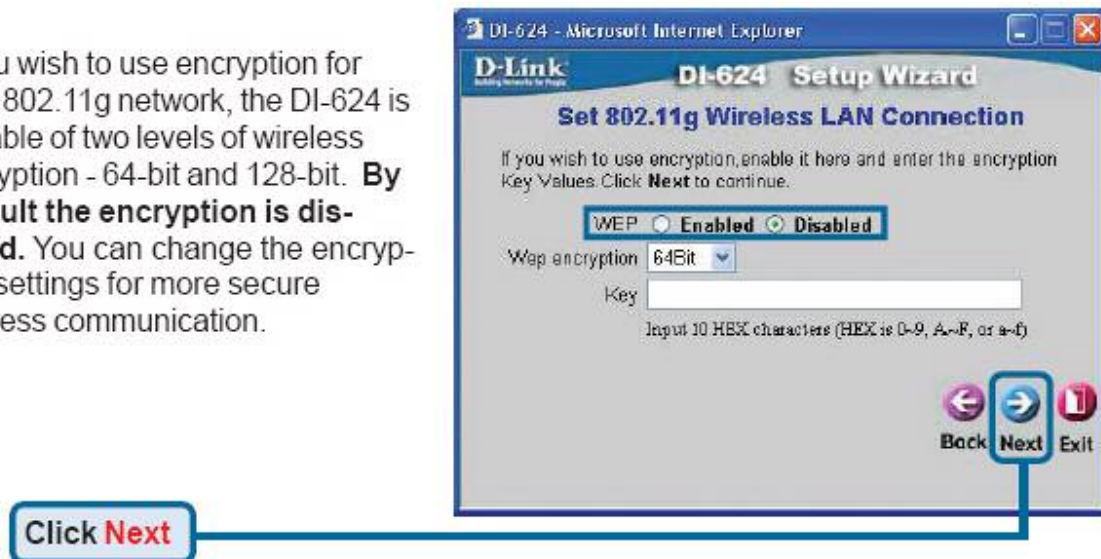 u wish to use encryption for
802.11g network, the DI-624 is
able of two levels of wireless
yption - 64-bit and 128-bit. By
ult the encryption is dis-
d. You can change the encryp-
settings for more secure
ess communication.
DI-624 - Microsoft Internet Explorer
D-Link
Building Networks for People
DI-624 Setup Wizard
Set 802.11g Wireless LAN Connection
If you wish to use encryption,enable it here and enter the encryption
Key Values.Click Next to continue.
WEP Enabled Disabled
Wep encryption 64Bit
Key
Input 10 HEX characters (HEX is 0~9, A~F, or a~f)
Back Next Exit
Click Next